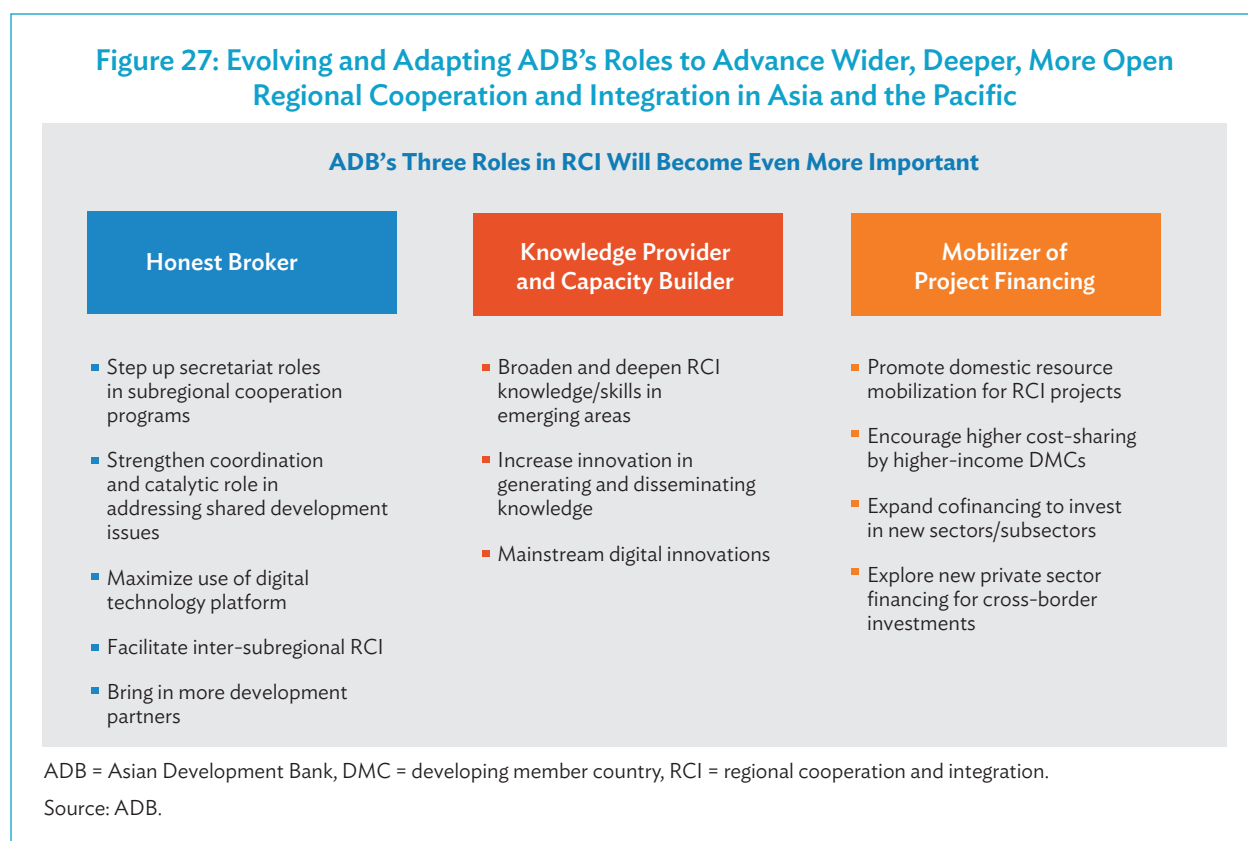 Figure 27: Evolving and Adapting ADB’s Roles to Advance Wider, Deeper, More Open
Regional Cooperation and Integration in Asia and the Pacific
ADB’s Three Roles in RCI Will Become Even More Important
Honest Broker
Step up secretariat roles
in subregional cooperation
programs
Strengthen coordination
and catalytic role in
addressing shared development
issues
Maximize use of digital
technology platform
Facilitate inter-subregional RCI
Bring in more development
partners
Knowledge Provider
and Capacity Builder
Broaden and deepen RCI
knowledge/skills in
emerging areas
Increase innovation in
generating and disseminating
knowledge
Mainstream digital innovations
Mobilizer of
Project Financing
Promote domestic resource
mobilization for RCI projects
Encourage higher cost-sharing
by higher-income DMCs
Expand cofinancing to invest
in new sectors/subsectors
Explore new private sector
financing for cross-border
investments
ADB = Asian Development Bank, DMC = developing member country, RCI = regional cooperation and integration.
Source: ADB.